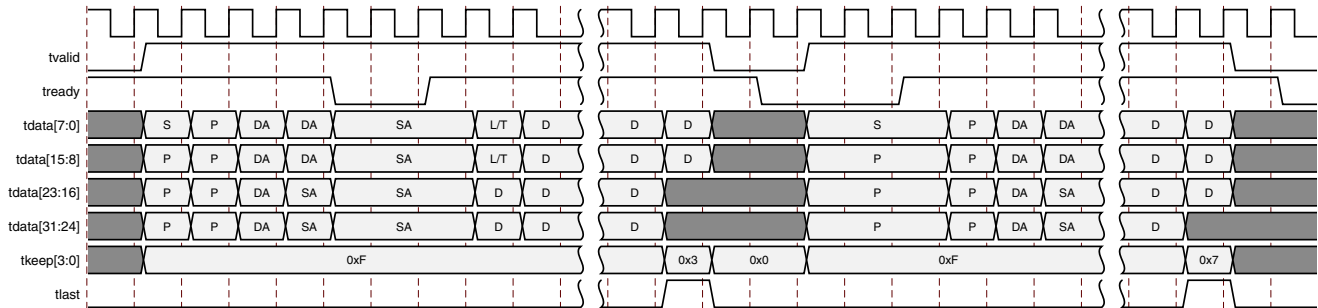 tvalid
tready
tdata[7:0] S P DA DA SA L/T D D D S P DA DA D D
tdata[15:8] P P DA DA SA L/T D D D P P DA DA D D
tdata[23:16] P P DA SA SA D D D P P DA SA D D
tdata[31:24] P P DA SA SA D D D P P DA SA D
tkeep[3:0] 0xF 0x3 0x0 0xF 0x7
tlast